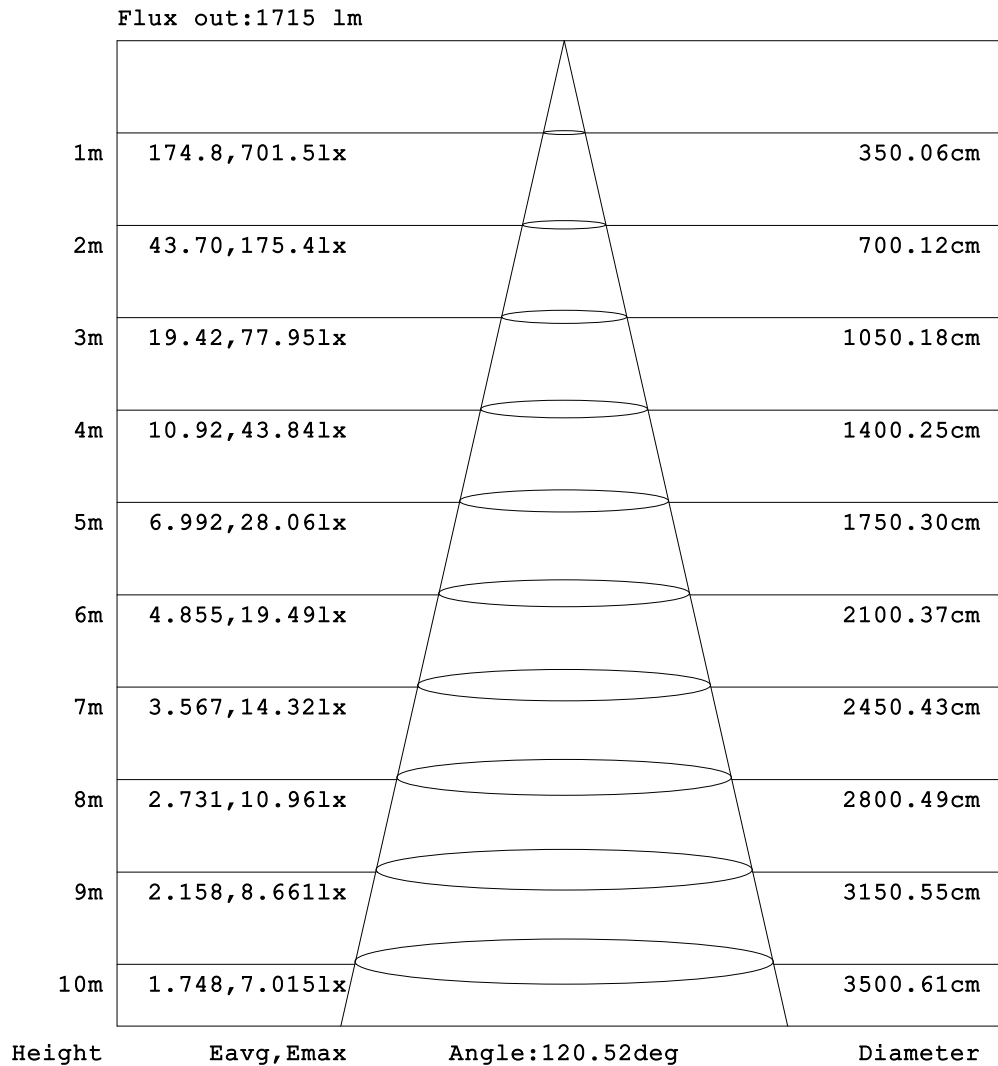 Flux out:1715 lm
1m 174.8,701.5lx 350.06cm
2m 43.70,175.4lx 700.12cm
3m 19.42,77.95lx 1050.18cm
4m 10.92,43.84lx 1400.25cm
5m 6.992,28.06lx 1750.30cm
6m 4.855,19.49lx 2100.37cm
7m 3.567,14.32lx 2450.43cm
8m 2.731,10.96lx 2800.49cm
9m 2.158,8.661lx 3150.55cm
10m 1.748,7.015lx 3500.61cm
Height Eavg,Emax Angle:120.52deg Diameter